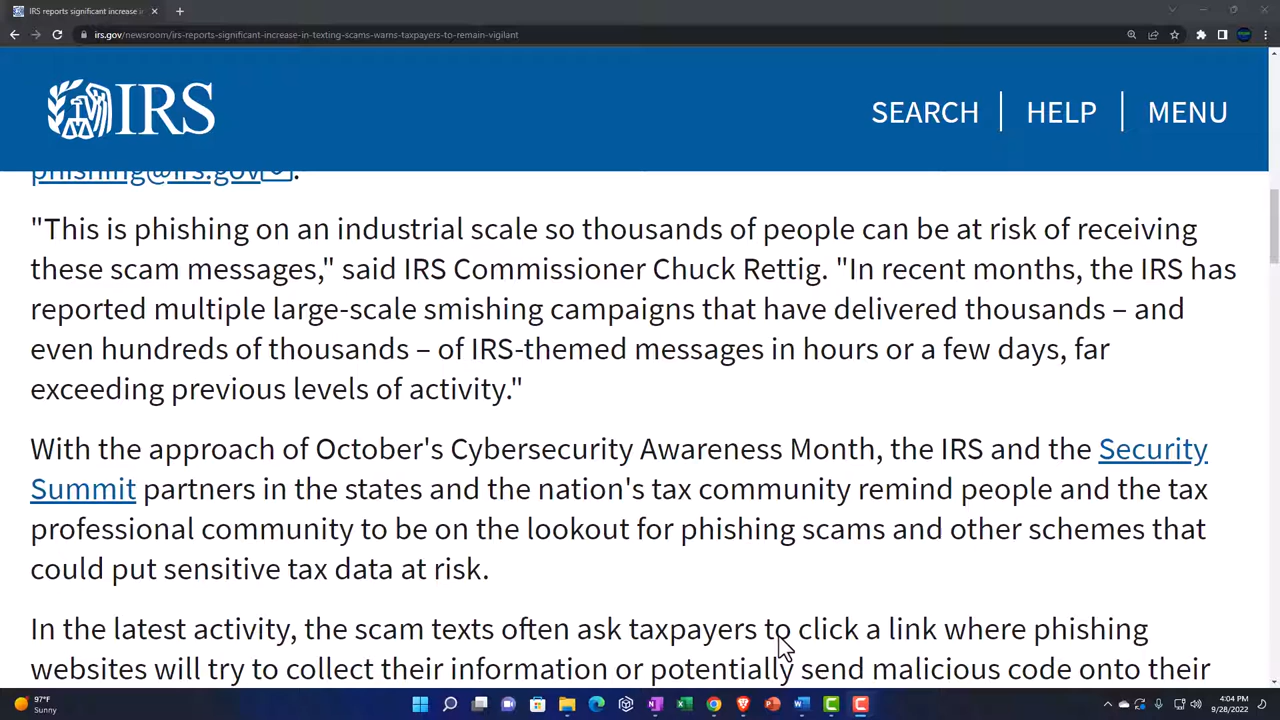 IRS reports significant increase i
irs.gov/newsroom/irs-reports-significant-increase-in-texting-scams-warns-taxpayers-to-remain-vigilant
IRS
SEARCH
HELP
MENU
phishing@irs.gov.
"This is phishing on an industrial scale so thousands of people can be at risk of receiving
these scam messages," said IRS Commissioner Chuck Rettig. "In recent months, the IRS has
reported multiple large-scale smishing campaigns that have delivered thousands – and
even hundreds of thousands – of IRS-themed messages in hours or a few days, far
exceeding previous levels of activity."
With the approach of October's Cybersecurity Awareness Month, the IRS and the Security
Summit partners in the states and the nation's tax community remind people and the tax
professional community to be on the lookout for phishing scams and other schemes that
could put sensitive tax data at risk.
In the latest activity, the scam texts often ask taxpayers to click a link where phishing
websites will try to collect their information or potentially send malicious code onto their
97°F
Sunny
4:04 PM
9/28/2022